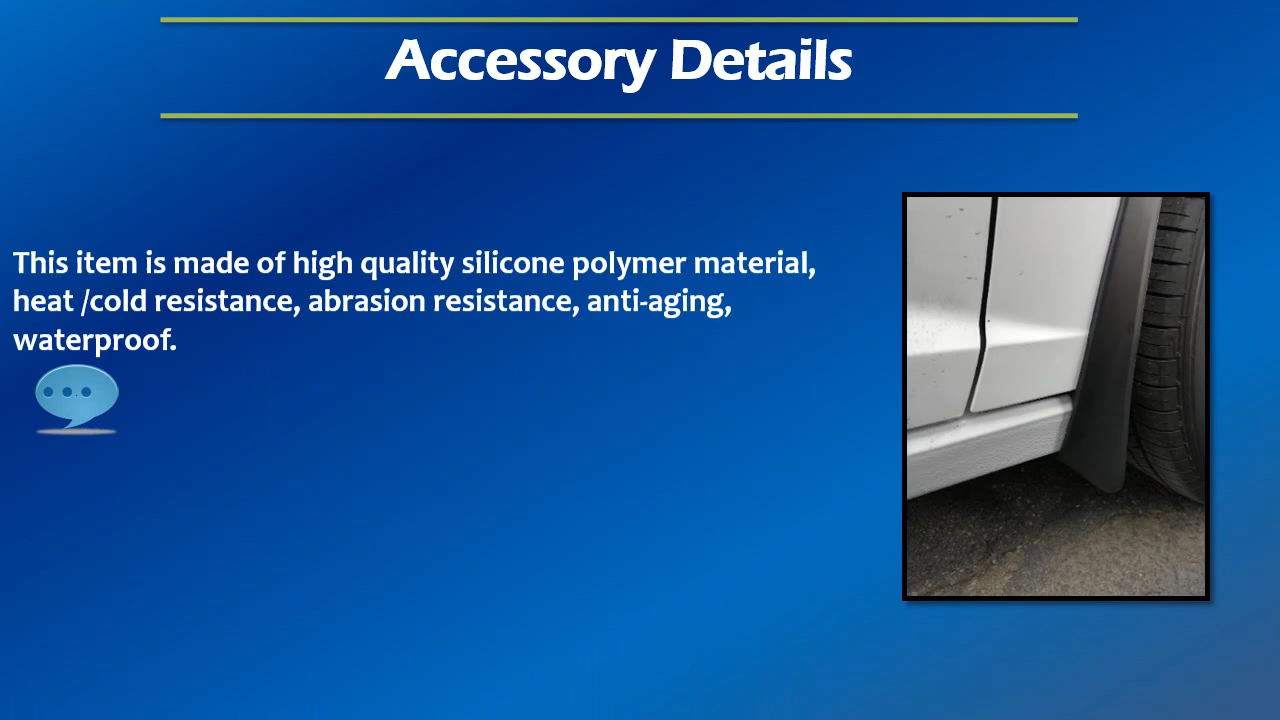 Accessory Details
This item is made of high quality silicone polymer material,
heat /cold resistance, abrasion resistance, anti-aging,
waterproof.